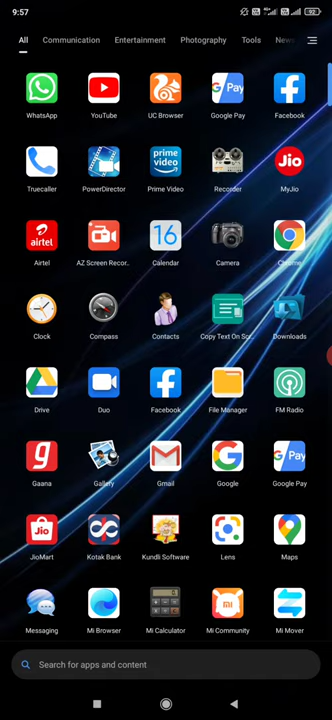 9:57
92
All Communication Entertainment Photography Tools News
WhatsApp YouTube UC Browser Google Pay Facebook
Truecaller PowerDirector Prime Video Recorder MyJio
Airtel AZ Screen Recor.. Calendar Camera Chrome
Clock Compass Contacts Copy Text On Scr.. Downloads
Drive Duo Facebook File Manager FM Radio
Gaana Gallery Gmail Google Google Pay
JioMart Kotak Bank Kundli Software Lens Maps
Messaging Mi Browser Mi Calculator Mi Community Mi Mover
Search for apps and content